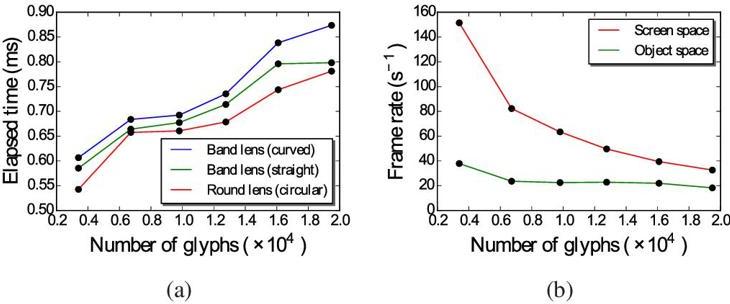 0.90
0.85
0.80
0.75
0.70
0.65
0.60
0.55
0.50
Elapsed time (ms)
Band lens (curved)
Band lens (straight)
Round lens (circular)
0.2 0.4 0.6 0.8 1.0 1.2 1.4 1.6 1.8 2.0
Number of glyphs (×10⁴)
(a)
160
140
120
100
80
60
40
20
0
Frame rate (s⁻¹)
Screen space
Object space
0.2 0.4 0.6 0.8 1.0 1.2 1.4 1.6 1.8 2.0
Number of glyphs (×10⁴)
(b)